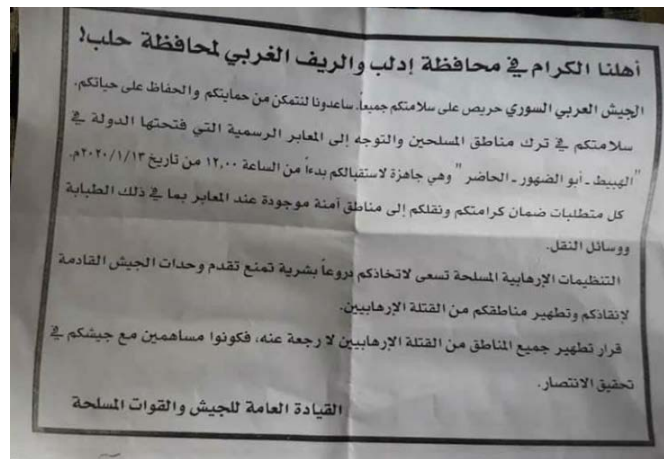 أهلنا الكرام في محافظة إدلب والريف الغربي لمحافظة حلب!
الجيش العربي السوري حريص على سلامتكم جميعاً. ساعدونا لنتمكن من حمايتكم والحفاظ على حياتكم.
سلامتكم في ترك مناطق المسلحين والتوجه إلى المعابر الرسمية التي فتحتها الدولة في
"الهبيط ـ أبو الضهور ـ الحاضر" وهي جاهزة لاستقبالكم بدءاً من الساعة ١٢,٠٠ من تاريخ ٢٠٢٠/١/١٣م.
كل متطلبات ضمان كرامتكم ونقلكم إلى مناطق آمنة موجودة عند المعابر بما في ذلك الطبابة
ووسائل النقل.
التنظيمات الإرهابية المسلحة تسعى لاتخاذكم دروعاً بشرية تمنع تقدم وحدات الجيش القادمة
لإنقاذكم وتطهير مناطقكم من القتلة الإرهابيين.
قرار تطهير جميع المناطق من القتلة الإرهابيين لا رجعة عنه، فكونوا مساهمين مع جيشكم في
تحقيق الانتصار.
القيادة العامة للجيش والقوات المسلحة